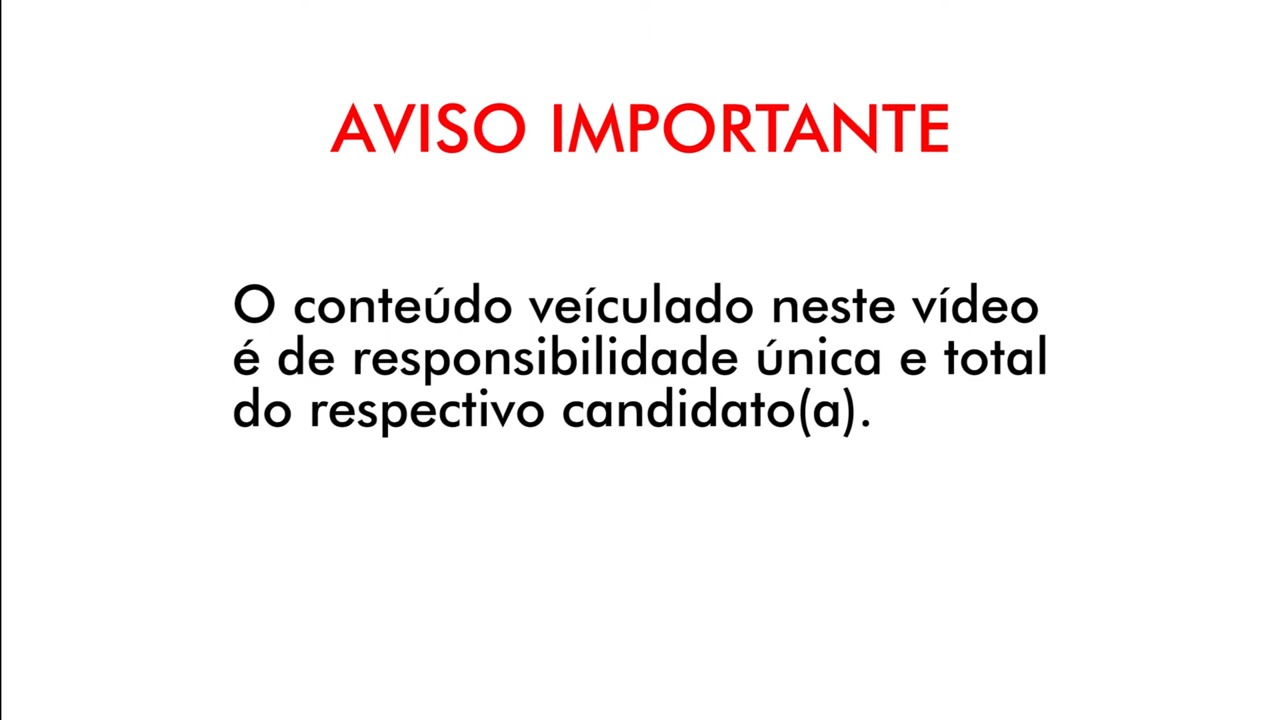 AVISO IMPORTANTE
O conteúdo veículado neste vídeo
é de responsibilidade única e total
do respectivo candidato(a).